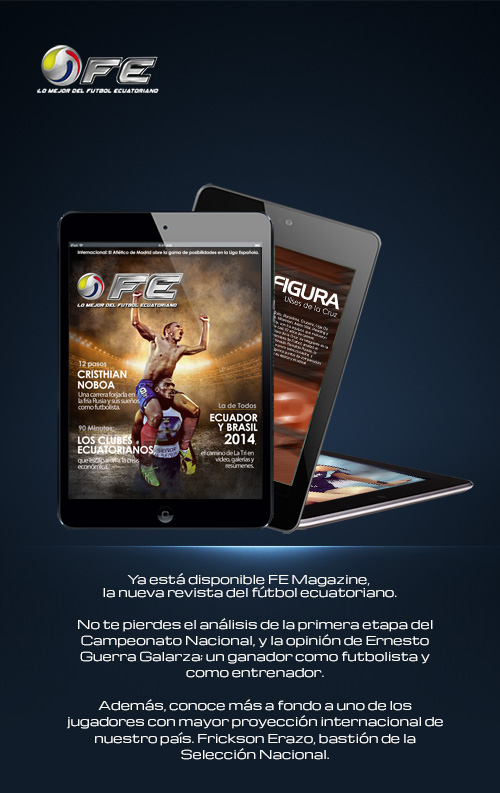 FE
LO MEJOR DEL FUTBOL ECUATORIANO
Internacional: El Atlético de Madrid abre la gama de posibilidades en la Liga Española.
FE
LO MEJOR DEL FUTBOL ECUATORIANO
12 pasos
CRISTHIAN
NOBOA
Una carrera forjada en
la fría Rusia y sus sueños
como futbolista.
90 Minutos:
LOS CLUBES
ECUATORIANOS
económica.
La de Todos
ECUADOR
Y BRASIL
2014.
el camino de La Tri en
video, galerías y
resúmenes.
FIGURA
Ulises de la Cruz
Ya está disponible FE Magazine,
la nueva revista del fútbol ecuatoriano.
No te pierdes el análisis de la primera etapa del
Campeonato Nacional, y la opinión de Ernesto
Guerra Galarza: un ganador como futbolista y
como entrenador.
Además, conoce más a fondo a uno de los
jugadores con mayor proyección internacional de
nuestro país. Frickson Erazo, bastión de la
Selección Nacional.